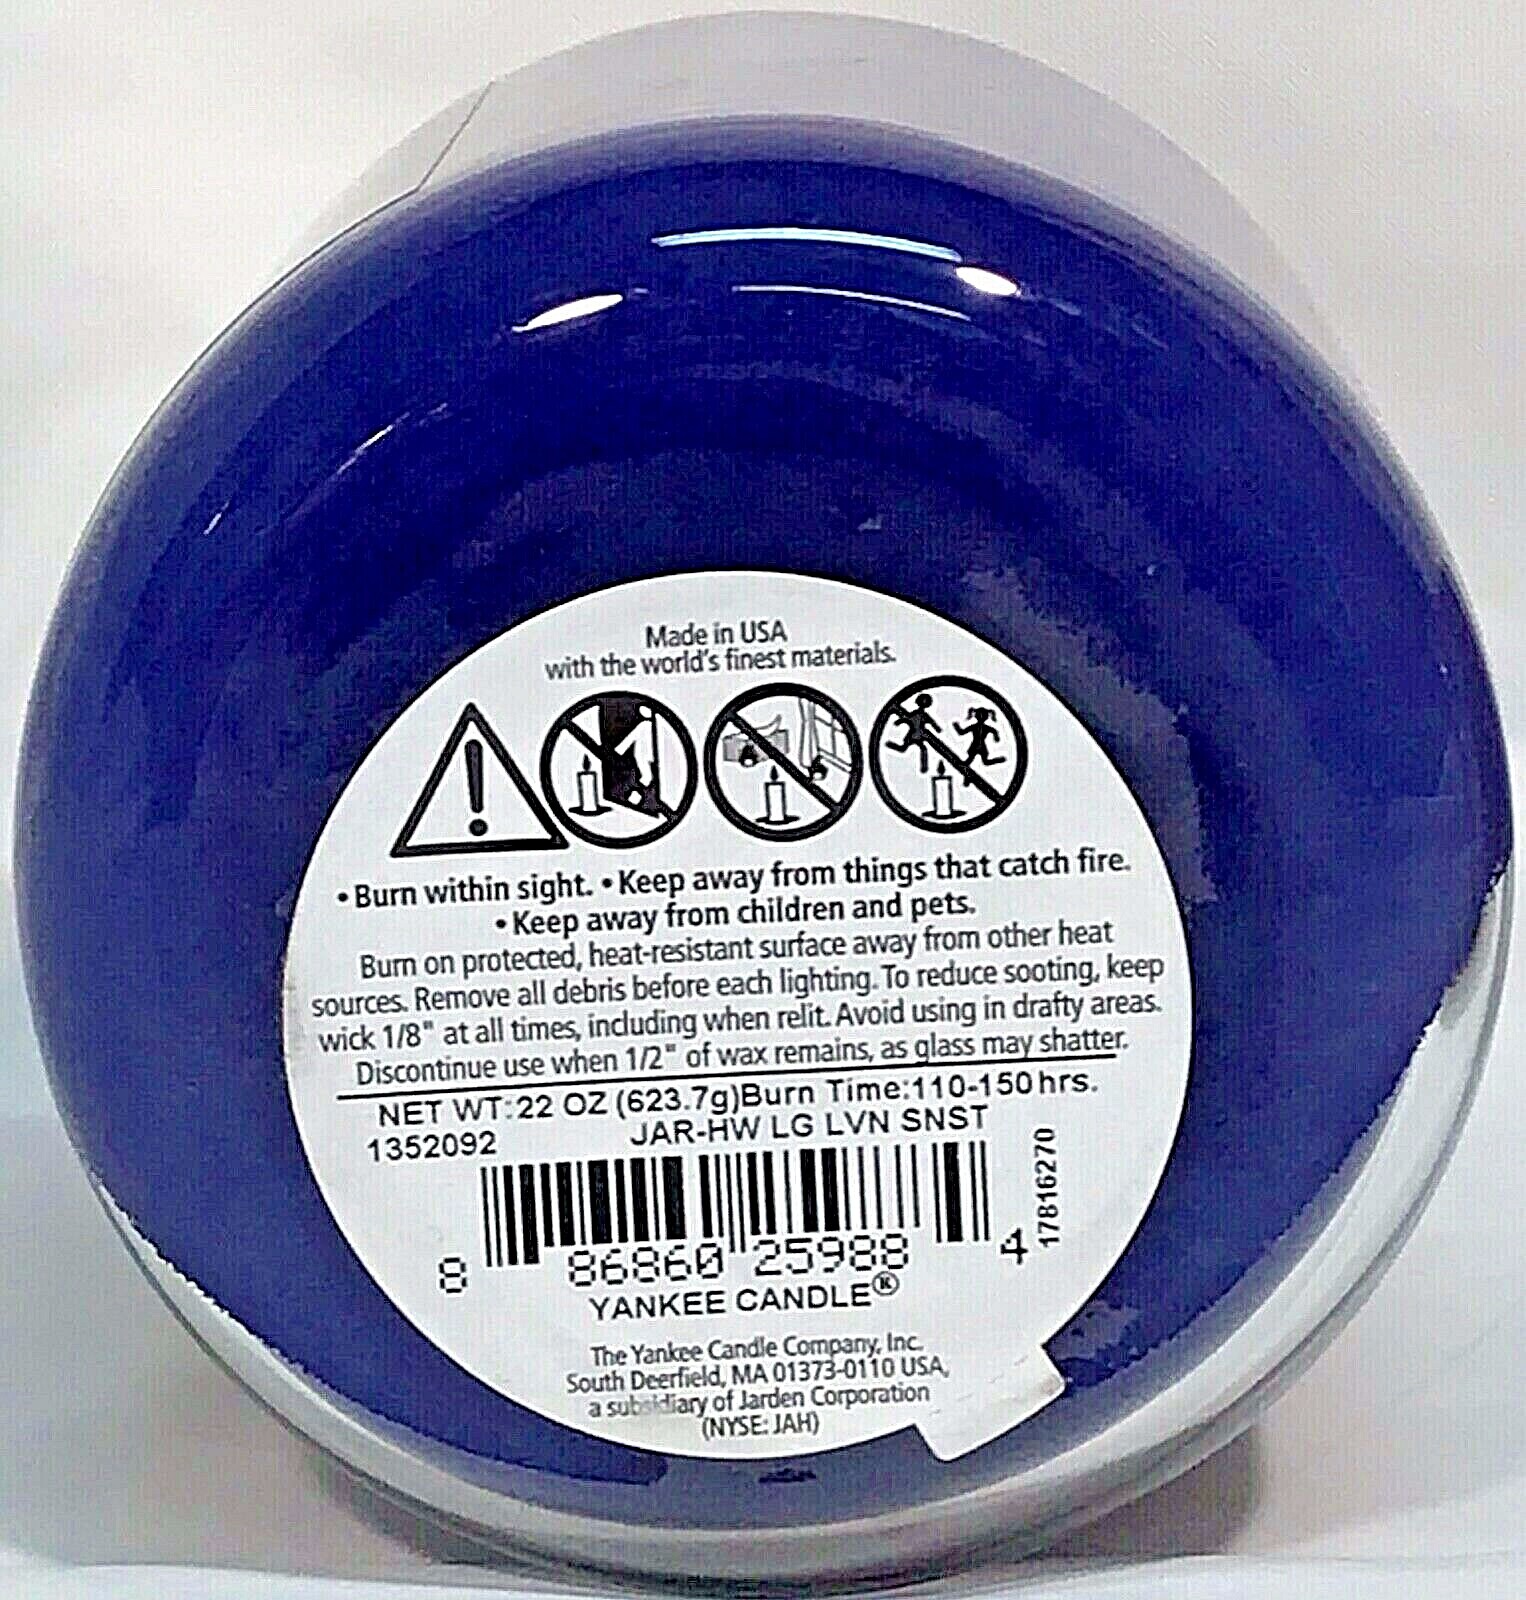 Made in USA
with the world's finest materials.
• Burn within sight. • Keep away from things that catch fire.
• Keep away from children and pets.
Burn on protected, heat-resistant surface away from other heat
sources. Remove all debris before each lighting. To reduce sooting, keep
wick 1/8" at all times, including when relit. Avoid using in drafty areas.
Discontinue use when 1/2" of wax remains, as glass may shatter.
NET WT:22 OZ (623.7g)Burn Time:110-150hrs.
1352092 JAR-HW LG LVN SNST
8 86860 25988 4
17816270
YANKEE CANDLE®
The Yankee Candle Company, Inc.
South Deerfield, MA 01373-0110 USA,
a subsidiary of Jarden Corporation
(NYSE: JAH)